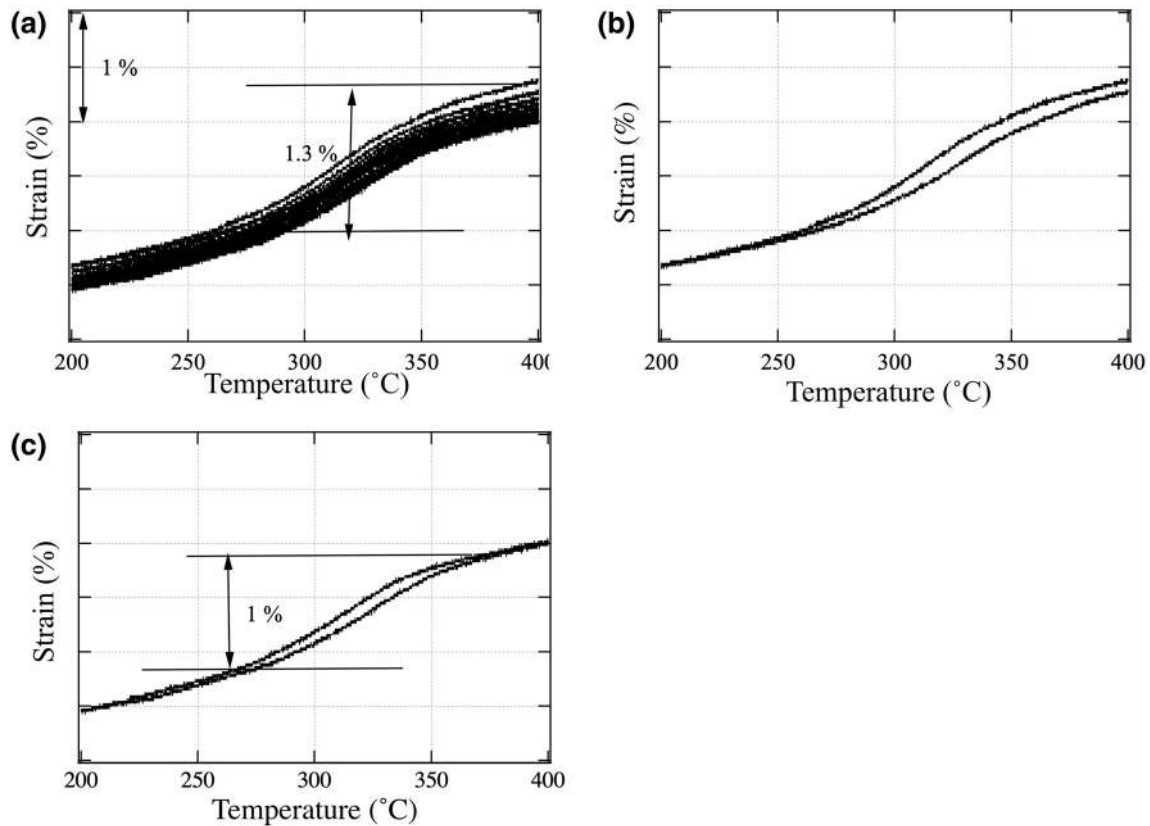 (a)
1 %
1.3 %
Strain (%)
200 250 300 350 400
Temperature (˚C)
(b)
Strain (%)
200 250 300 350 400
Temperature (˚C)
(c)
1 %
Strain (%)
200 250 300 350 400
Temperature (˚C)